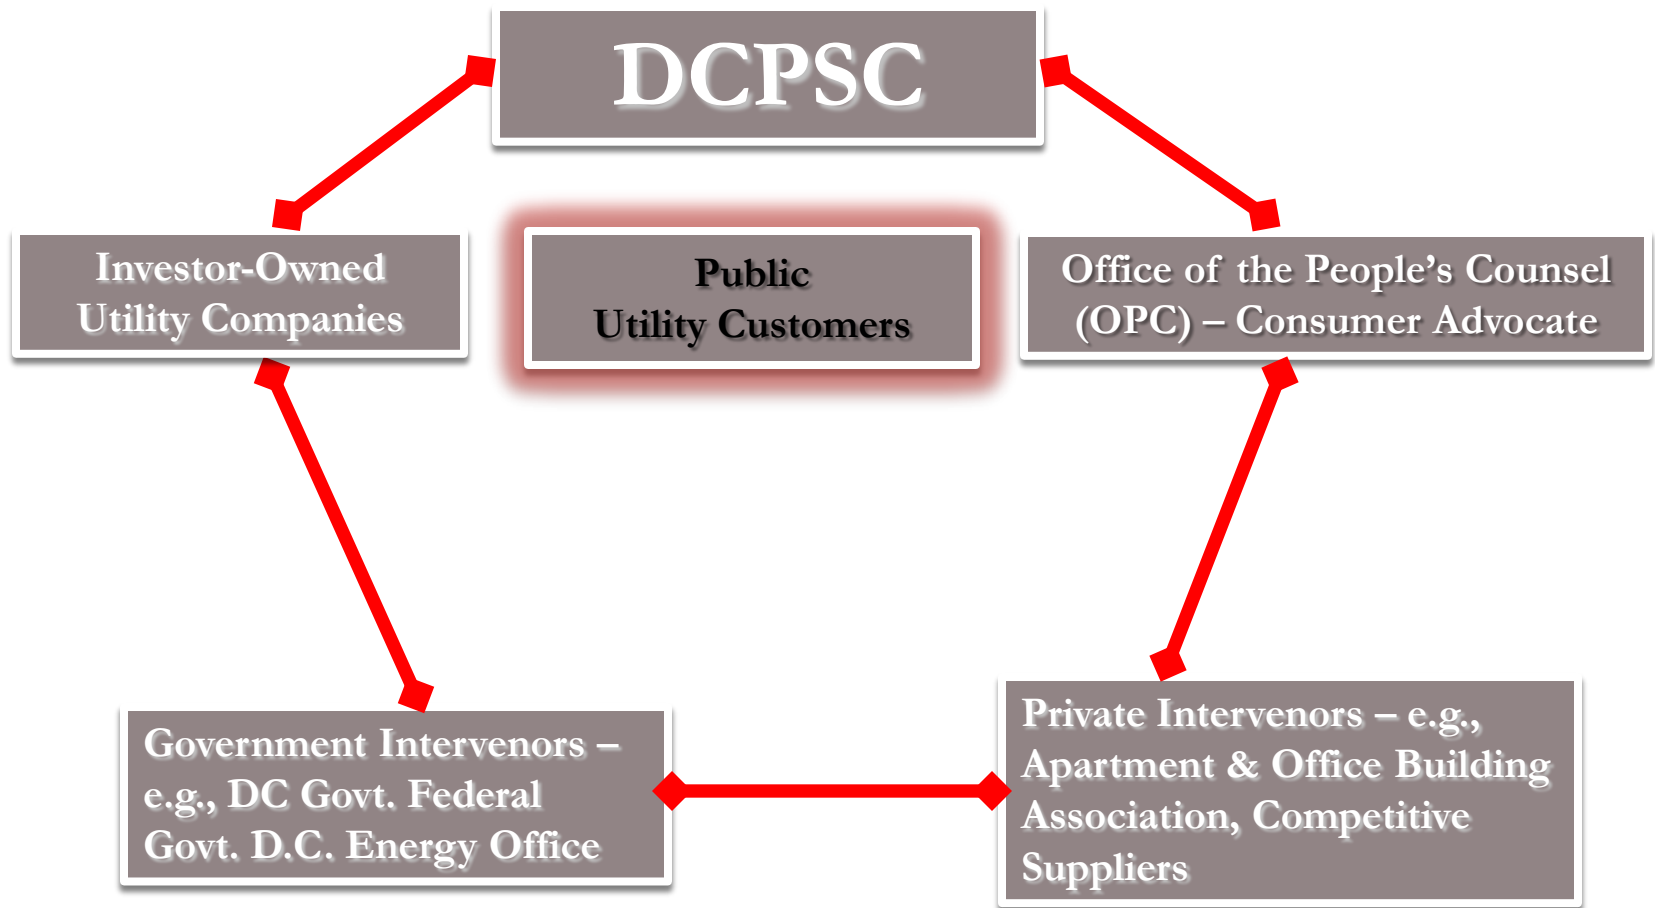 DCPSC
Investor-Owned
Utility Companies
Public
Utility Customers
Office of the People’s Counsel
(OPC) – Consumer Advocate
Government Intervenors –
e.g., DC Govt. Federal
Govt. D.C. Energy Office
Private Intervenors – e.g.,
Apartment & Office Building
Association, Competitive
Suppliers